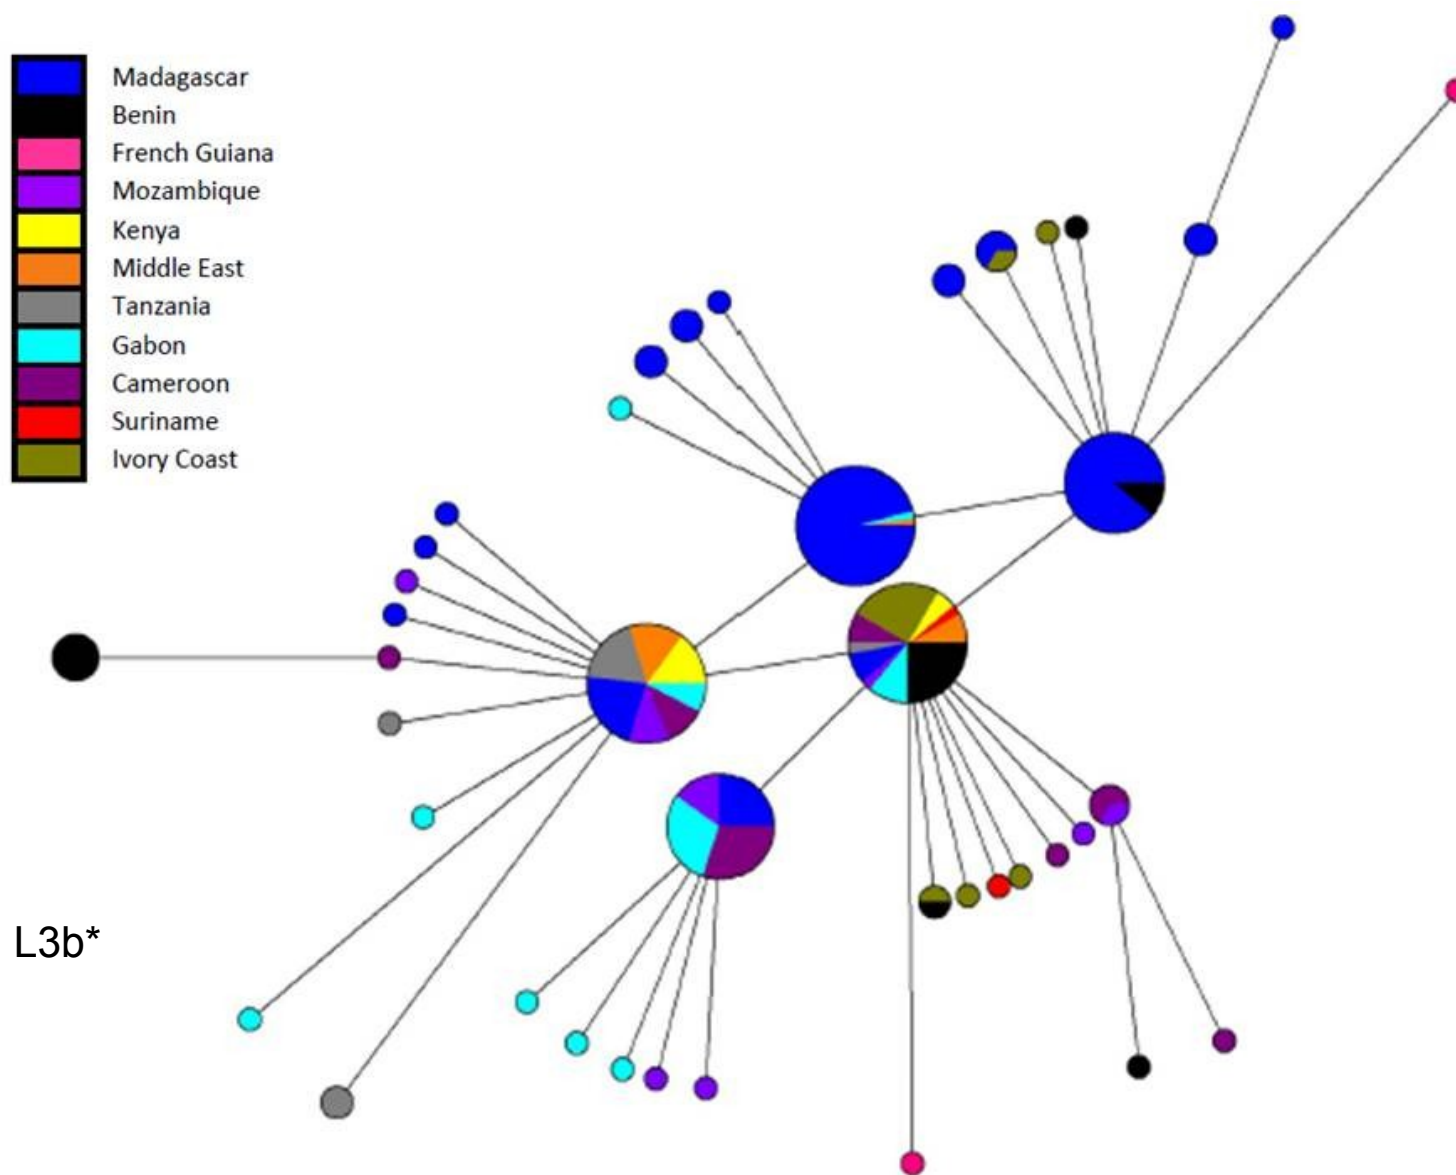 Madagascar
Benin
French Guiana
Mozambique
Kenya
Middle East
Tanzania
Gabon
Cameroon
Suriname
Ivory Coast
L3b*